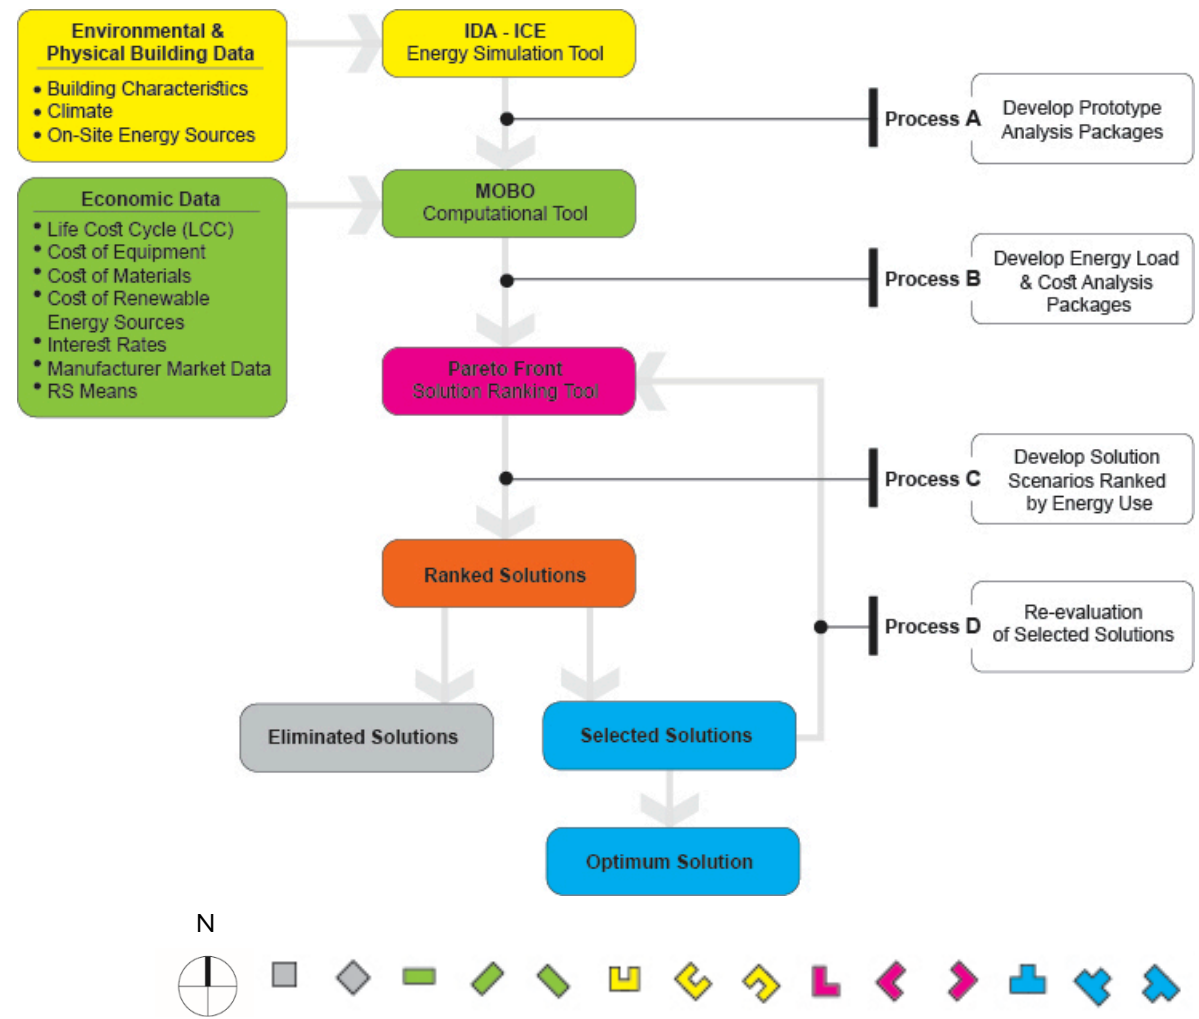 Environmental &
Physical Building Data
• Building Characteristics
• Climate
• On-Site Energy Sources
IDA - ICE
Energy Simulation Tool
Process A
Develop Prototype
Analysis Packages
Economic Data
• Life Cost Cycle (LCC)
• Cost of Equipment
• Cost of Materials
• Cost of Renewable
Energy Sources
• Interest Rates
• Manufacturer Market Data
• RS Means
MOBO
Computational Tool
Process B
Develop Energy Load
& Cost Analysis
Packages
Pareto Front
Solution Ranking Tool
Process C
Develop Solution
Scenarios Ranked
by Energy Use
Ranked Solutions
Process D
Re-evaluation
of Selected Solutions
Eliminated Solutions
Selected Solutions
Optimum Solution
N